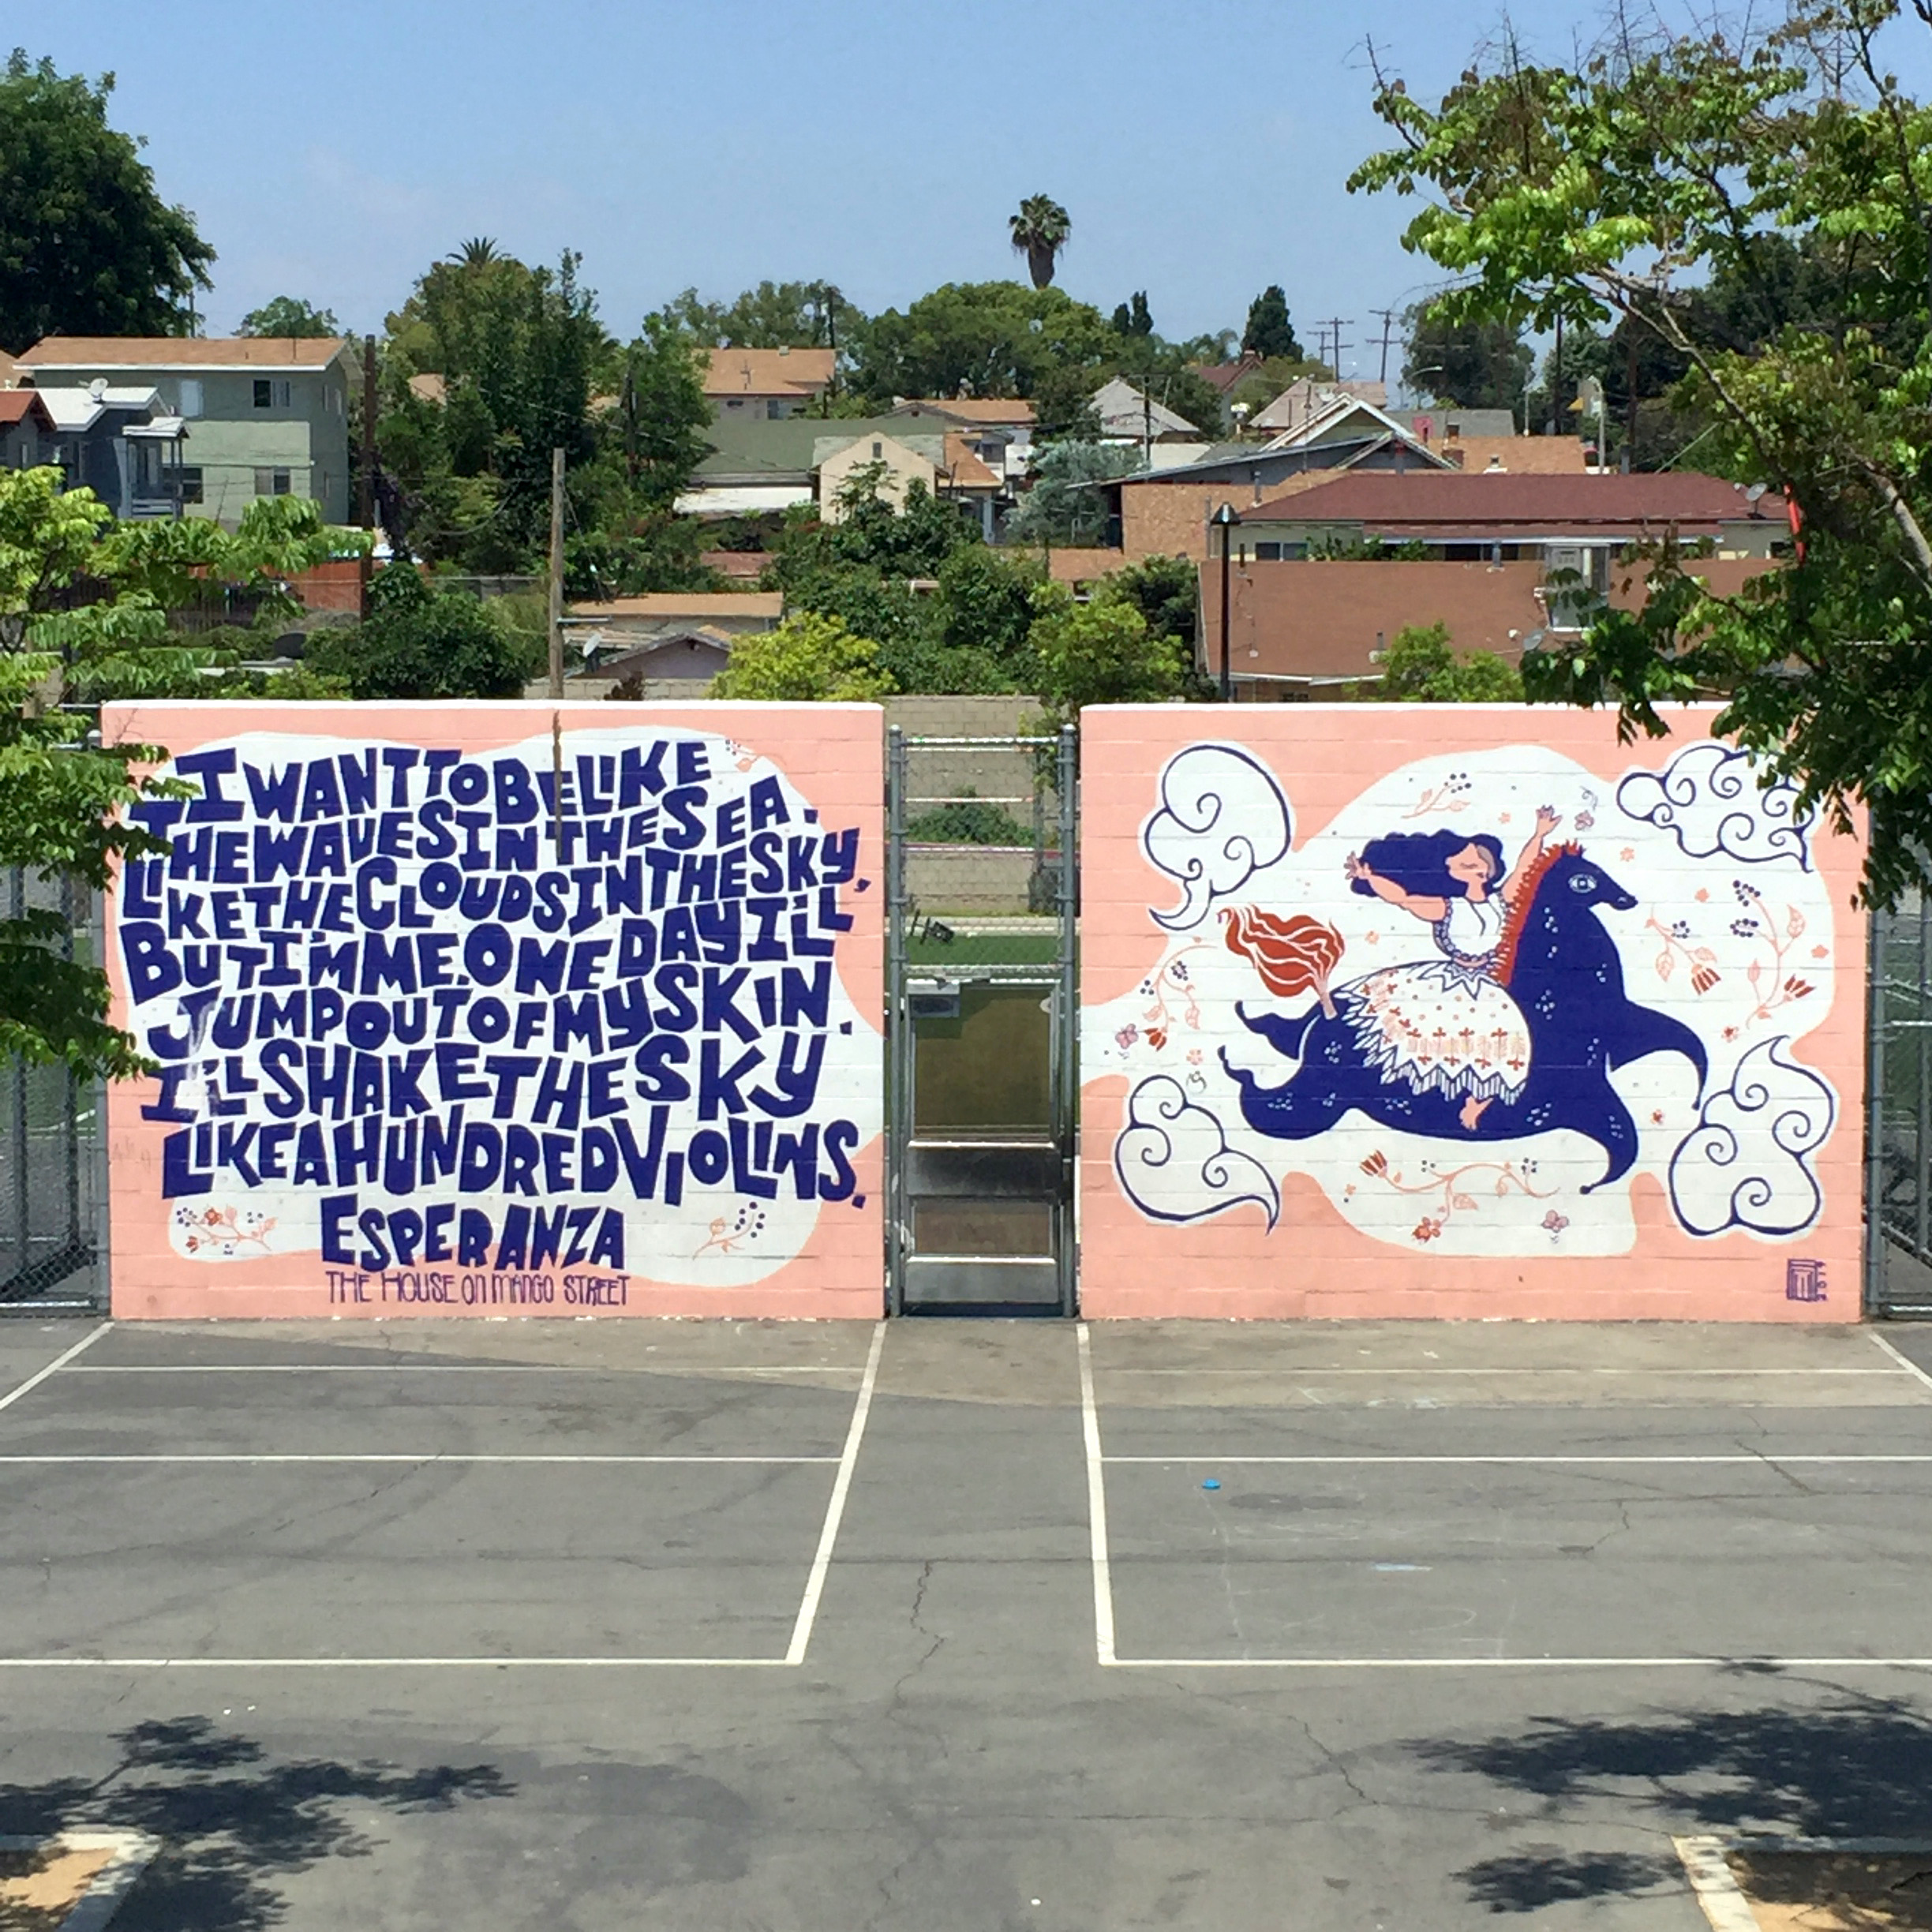 I WANT TO BE LIKE
THE WAVES IN THE SEA.
LIKE THE CLOUDS IN THE SKY,
BUT I'M ME. ONE DAY I'LL
JUMP OUT OF MY SKIN.
I'LL SHAKE THE SKY
LIKE A HUNDRED VIOLINS.
ESPERANZA
THE HOUSE ON MANGO STREET